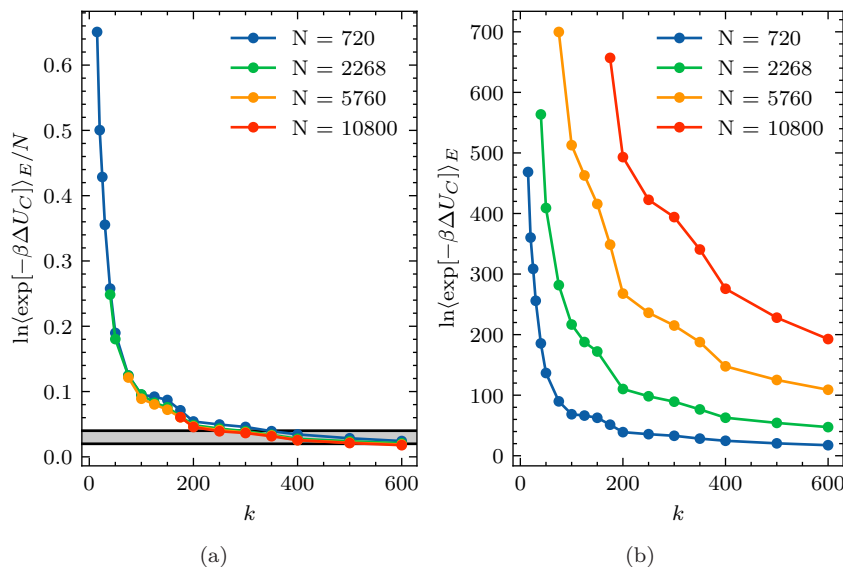 ln⟨exp[−βΔU_C]⟩_E/N
0.6
0.5
0.4
0.3
0.2
0.1
0.0
0
200
400
600
k
N = 720
N = 2268
N = 5760
N = 10800
(a)
ln⟨exp[−βΔU_C]⟩_E
700
600
500
400
300
200
100
0
0
200
400
600
k
N = 720
N = 2268
N = 5760
N = 10800
(b)